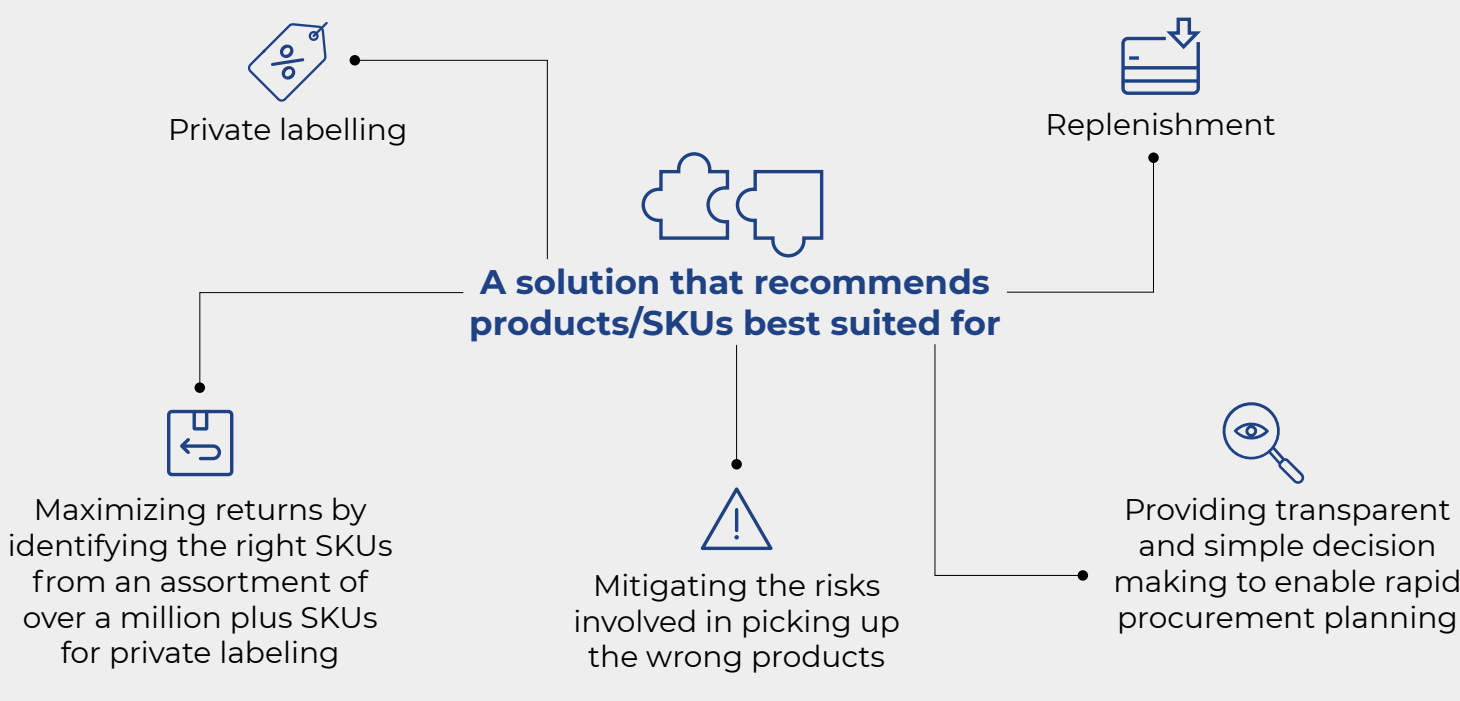 Private labelling
Replenishment
A solution that recommends
products/SKUs best suited for
Maximizing returns by
identifying the right SKUs
from an assortment of
over a million plus SKUs
for private labeling
Mitigating the risks
involved in picking up
the wrong products
Providing transparent
and simple decision
making to enable rapid
procurement planning